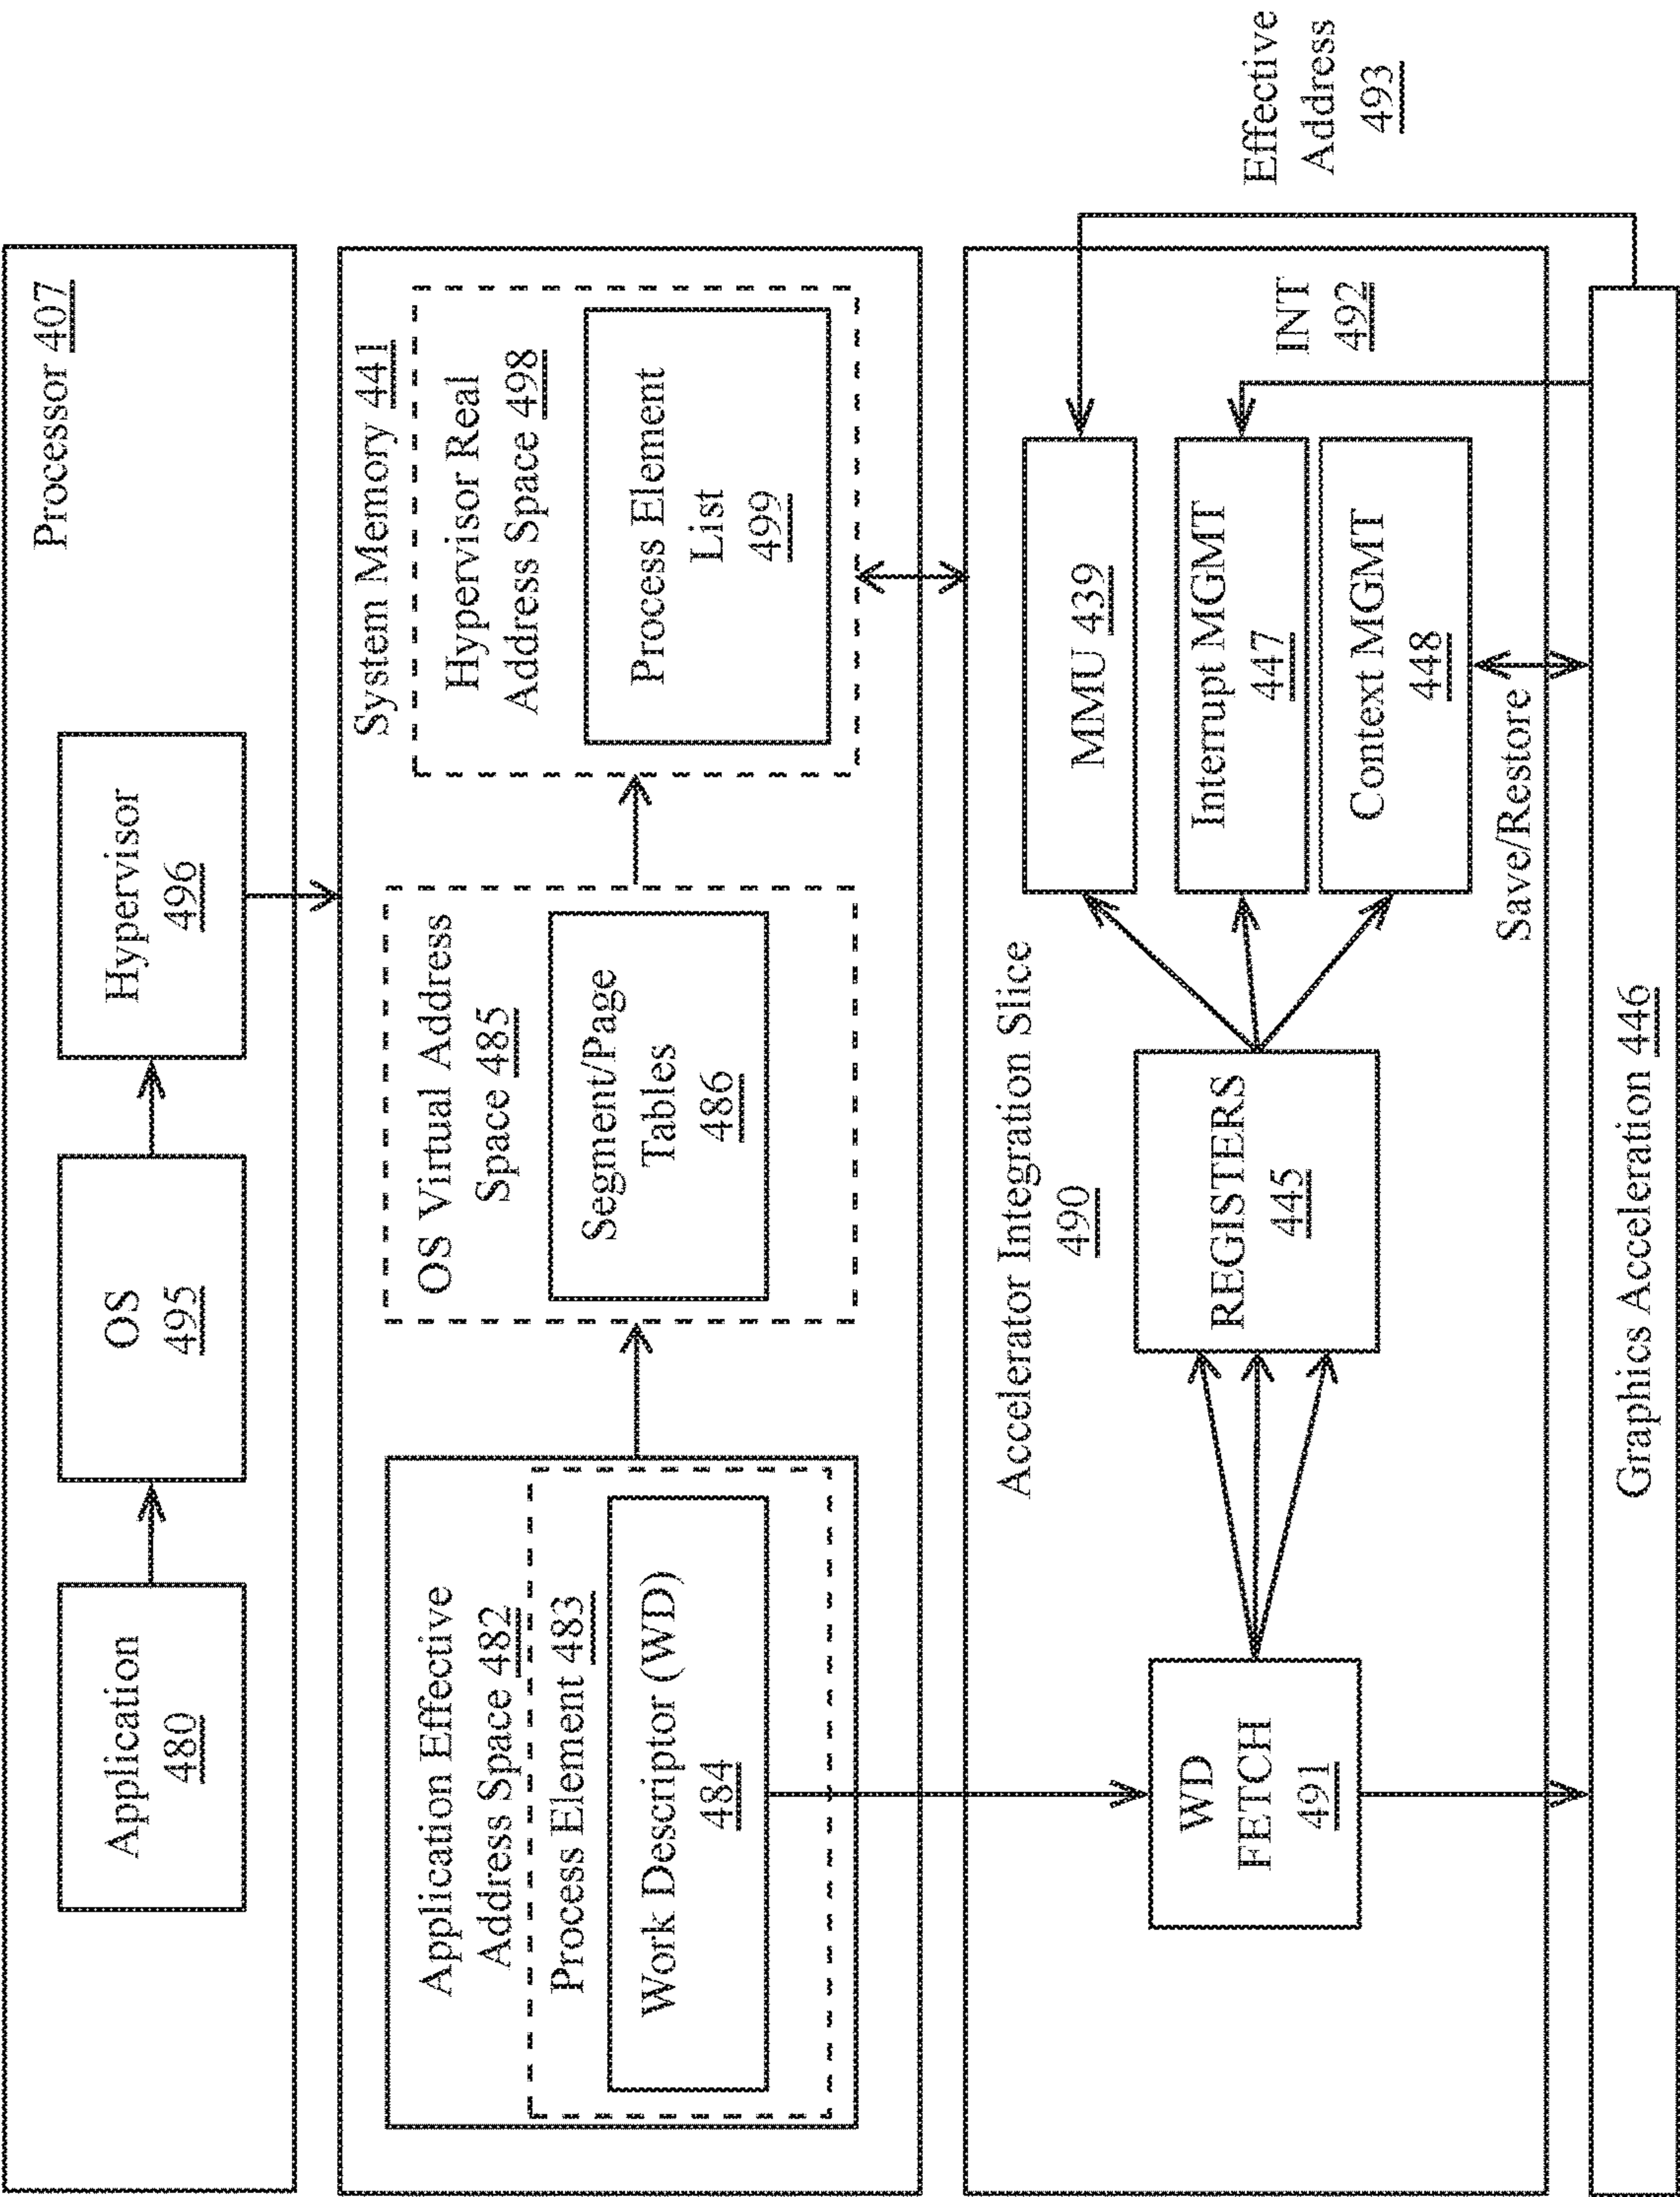 Processor 407
Application
480
OS
495
Hypervisor
496
System Memory 441
Application Effective
Address Space 482
Process Element 483
Work Descriptor (WD)
484
OS Virtual Address
Space 485
Segment/Page
Tables
486
Hypervisor Real
Address Space 498
Process Element
List
499
Accelerator Integration Slice
490
WD
FETCH
491
REGISTERS
445
MMU 439
Interrupt MGMT
447
Context MGMT
448
INT
492
Effective
Address
493
Save/Restore
Graphics Acceleration 446